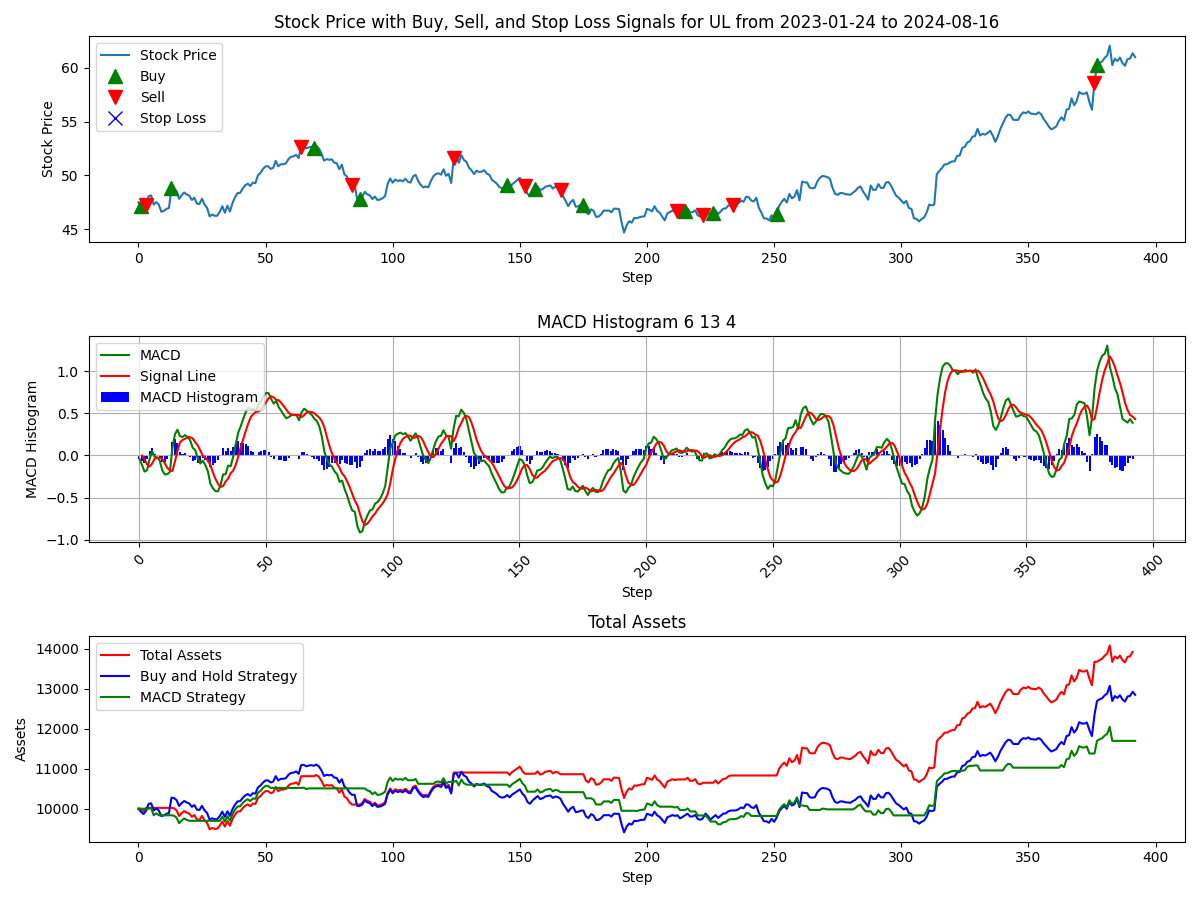 Stock Price with Buy, Sell, and Stop Loss Signals for UL from 2023-01-24 to 2024-08-16
Stock Price
Buy
Sell
Stop Loss
Stock Price
60
55
50
45
0 50 100 150 200 250 300 350 400
Step
MACD Histogram 6 13 4
MACD
Signal Line
MACD Histogram
MACD Histogram
1.0
0.5
0.0
−0.5
−1.0
0 50 100 150 200 250 300 350 400
Step
Total Assets
Total Assets
Buy and Hold Strategy
MACD Strategy
Assets
14000
13000
12000
11000
10000
0 50 100 150 200 250 300 350 400
Step